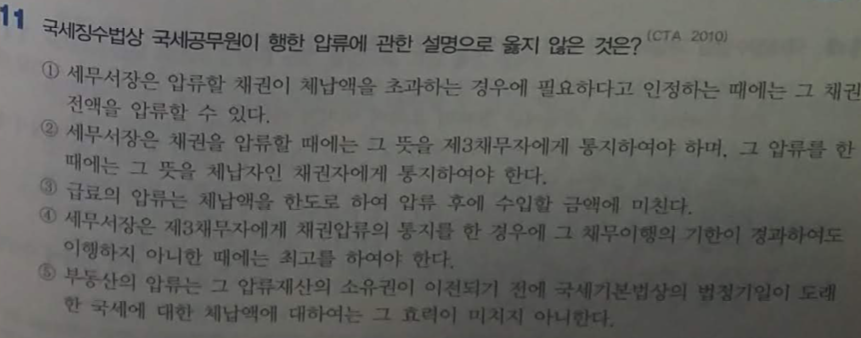 11 국세징수법상 국세공무원이 행한 압류에 관한 설명으로 옳지 않은 것은? (CTA 2010)
① 세무서장은 압류할 채권이 체납액을 초과하는 경우에 필요하다고 인정하는 때에는 그 채권
전액을 압류할 수 있다.
② 세무서장은 채권을 압류할 때에는 그 뜻을 제3채무자에게 통지하여야 하며, 그 압류를 한
때에는 그 뜻을 체납자인 채권자에게 통지하여야 한다.
③ 급료의 압류는 체납액을 한도로 하여 압류 후에 수입할 금액에 미친다.
④ 세무서장은 제3채무자에게 채권압류의 통지를 한 경우에 그 채무이행의 기한이 경과하여도
이행하지 아니한 때에는 최고를 하여야 한다.
⑤ 부동산의 압류는 그 압류재산의 소유권이 이전되기 전에 국세기본법상의 법정기일이 도래
한 국세에 대한 체납액에 대하여는 그 효력이 미치지 아니한다.